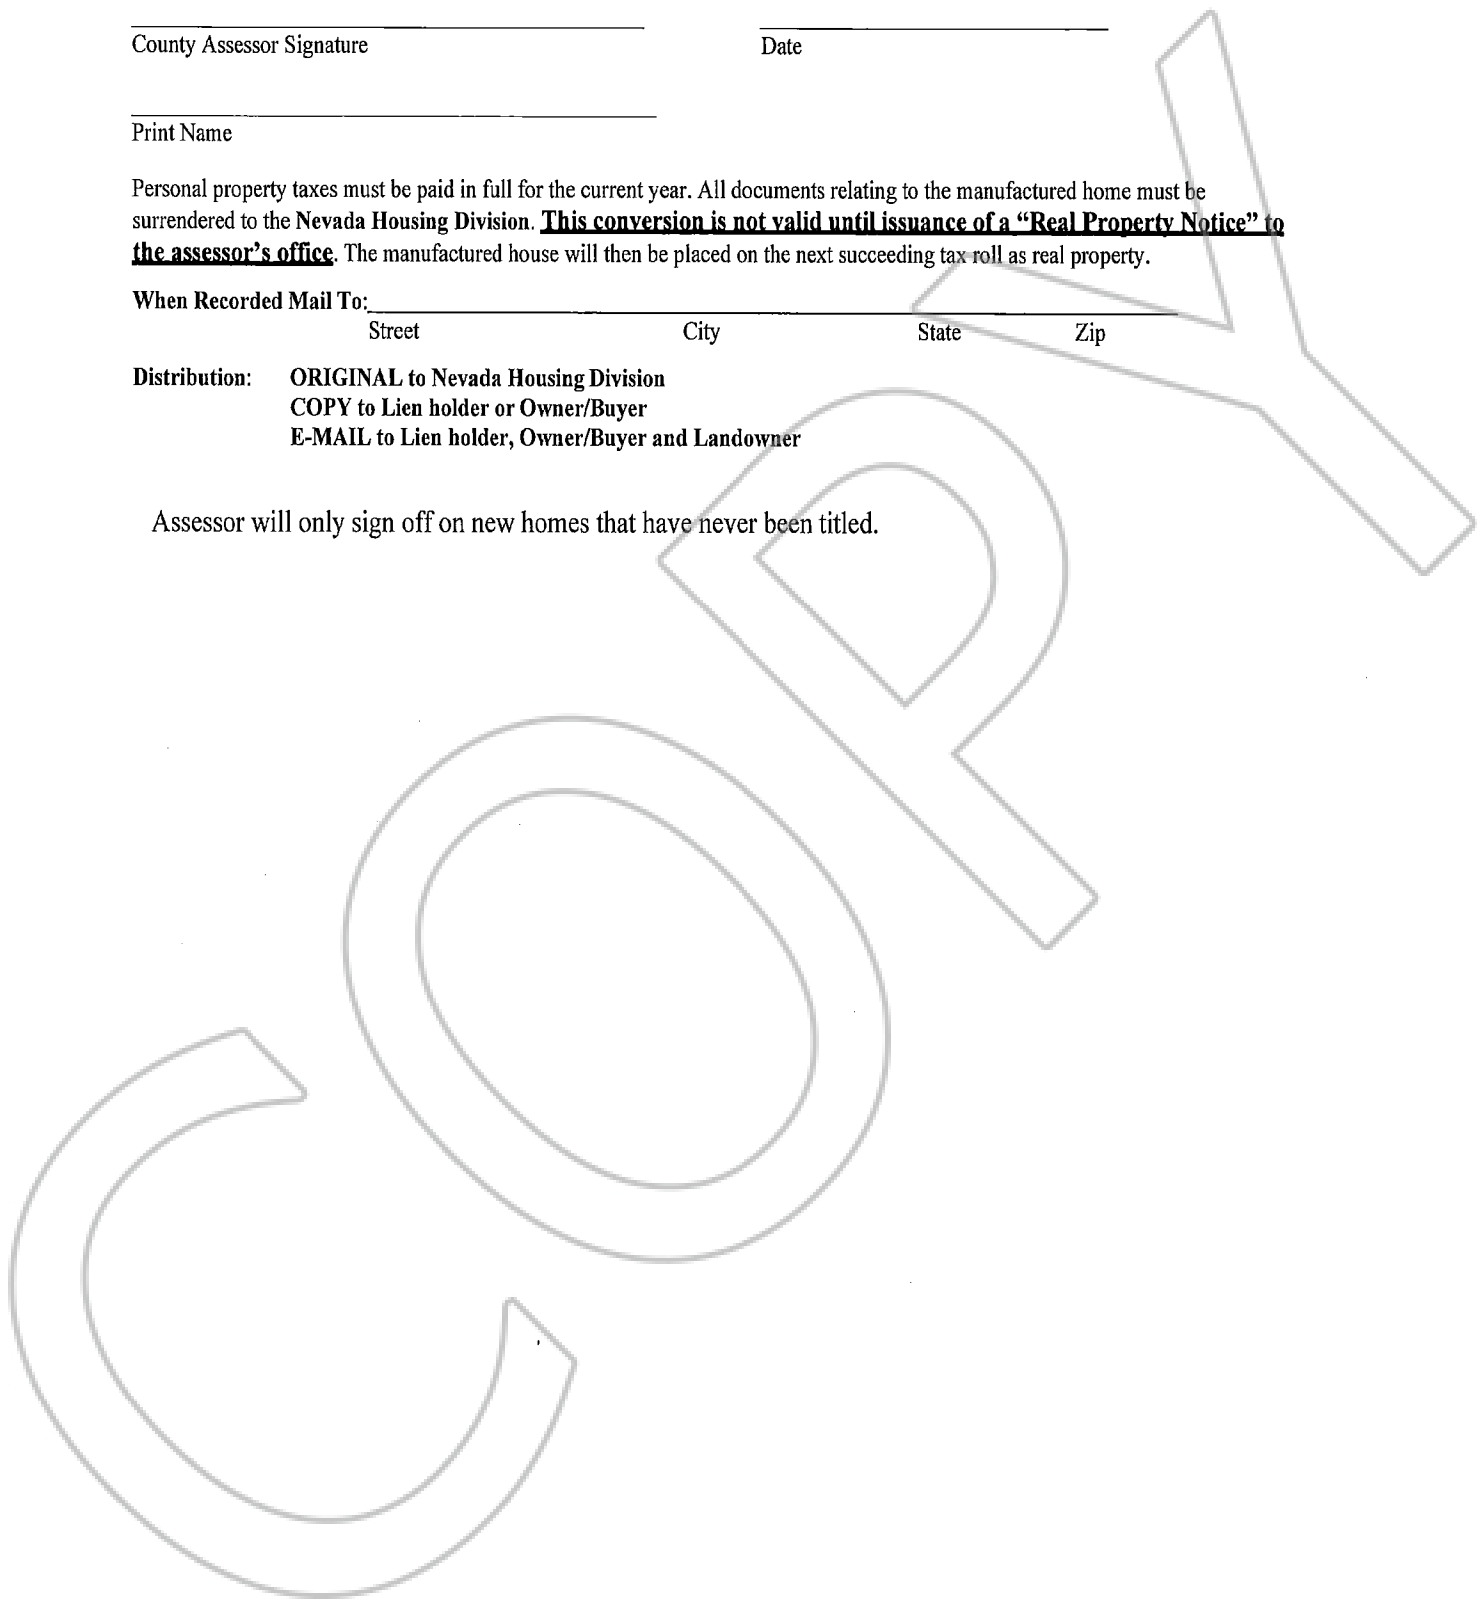 County Assessor Signature Date
Print Name
Personal property taxes must be paid in full for the current year. All documents relating to the manufactured home must be
surrendered to the Nevada Housing Division. This conversion is not valid until issuance of a “Real Property Notice” to
the assessor’s office. The manufactured house will then be placed on the next succeeding tax roll as real property.
When Recorded Mail To:
Street City State Zip
Distribution: ORIGINAL to Nevada Housing Division
COPY to Lien holder or Owner/Buyer
E-MAIL to Lien holder, Owner/Buyer and Landowner
Assessor will only sign off on new homes that have never been titled.
COPY